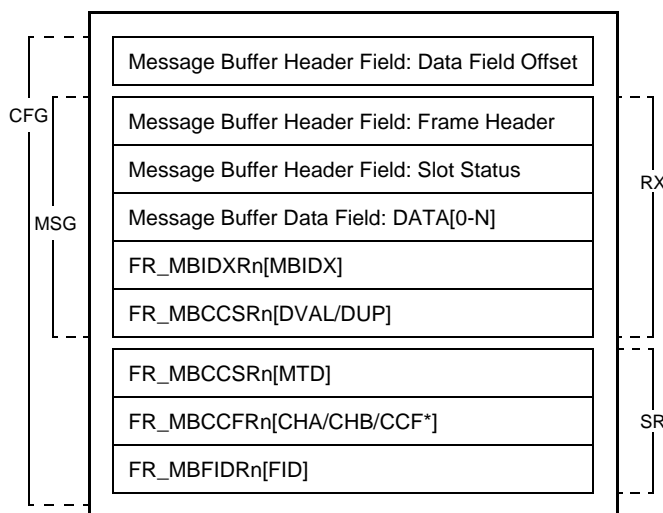 Message Buffer Header Field: Data Field Offset
CFG
Message Buffer Header Field: Frame Header
Message Buffer Header Field: Slot Status
RX
Message Buffer Data Field: DATA[0-N]
MSG
FR_MBIDXRn[MBIDX]
FR_MBCCSRn[DVAL/DUP]
FR_MBCCSRn[MTD]
FR_MBCCFRn[CHA/CHB/CCF*]
SR
FR_MBFIDRn[FID]